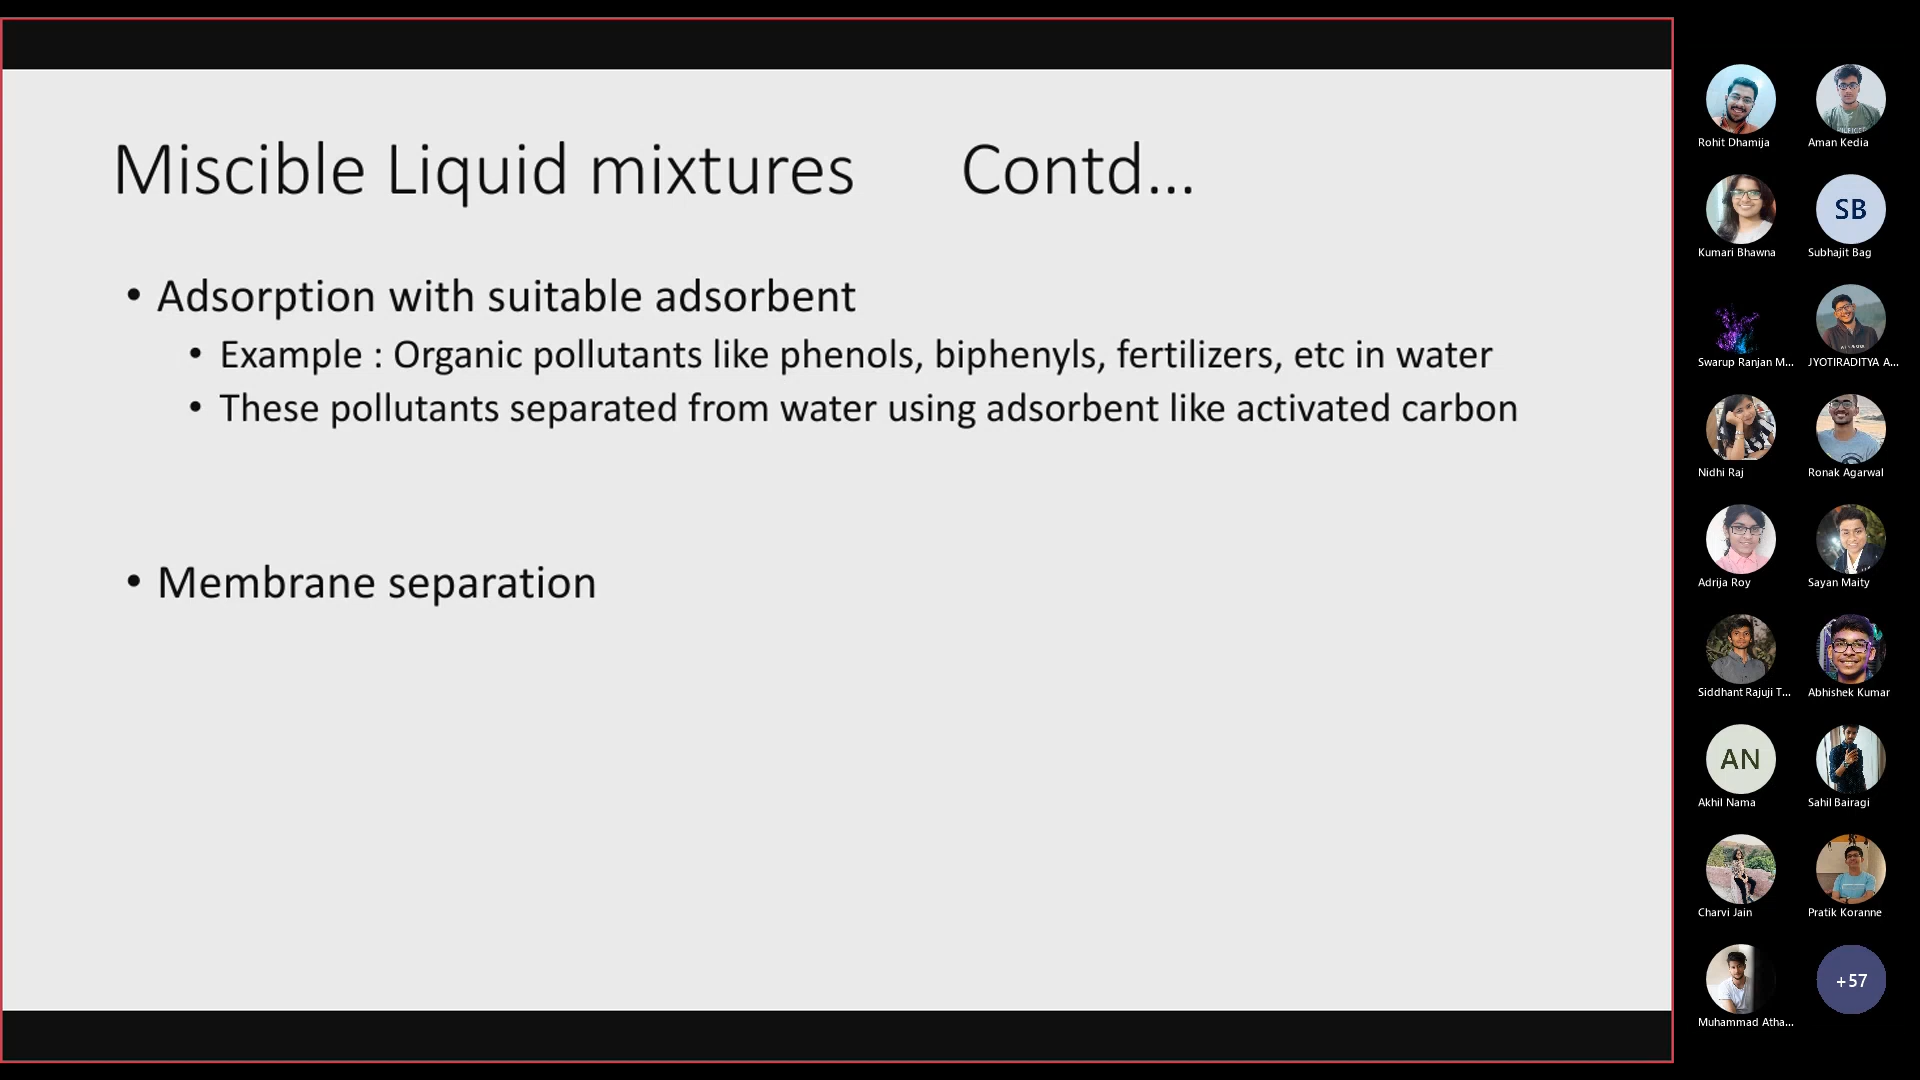 Miscible Liquid mixtures Contd...
• Adsorption with suitable adsorbent
• Example : Organic pollutants like phenols, biphenyls, fertilizers, etc in water
• These pollutants separated from water using adsorbent like activated carbon
• Membrane separation
Rohit Dhamija
Aman Kedia
Kumari Bhawna
SB
Subhajit Bag
Swarup Ranjan M...
JYOTIRADITYA A...
Nidhi Raj
Ronak Agarwal
Adrija Roy
Sayan Maity
Siddhant Rajuji T...
Abhishek Kumar
AN
Akhil Nama
Sahil Bairagi
Charvi Jain
Pratik Koranne
Muhammad Atha...
+57